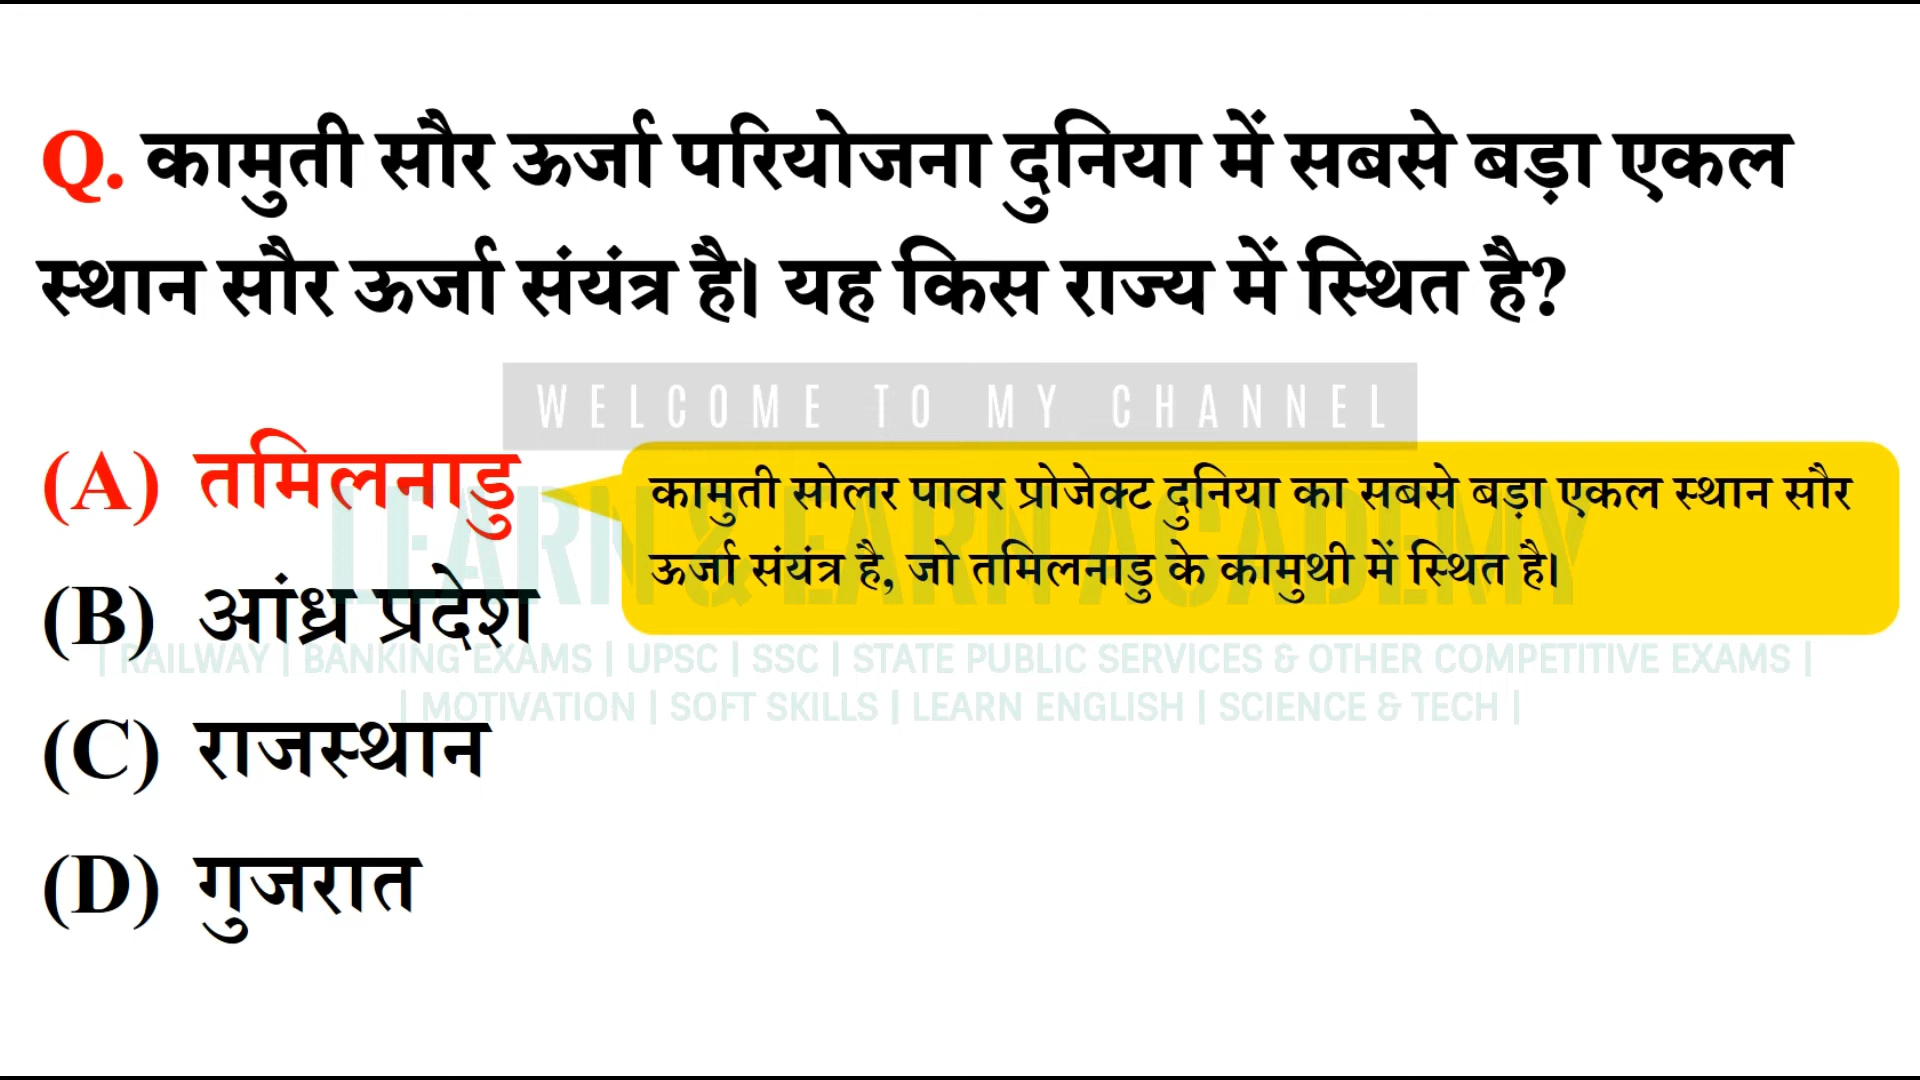 Q. कामुती सौर ऊर्जा परियोजना दुनिया में सबसे बड़ा एकल
स्थान सौर ऊर्जा संयंत्र है। यह किस राज्य में स्थित है?
WELCOME TO MY CHANNEL
(A) तमिलनाडु
कामुती सोलर पावर प्रोजेक्ट दुनिया का सबसे बड़ा एकल स्थान सौर
ऊर्जा संयंत्र है, जो तमिलनाडु के कामुथी में स्थित है।
LEARN & EARN ACADEMY
(B) आंध्र प्रदेश
| RAILWAY | BANKING EXAMS | UPSC | SSC | STATE PUBLIC SERVICES & OTHER COMPETITIVE EXAMS |
| MOTIVATION | SOFT SKILLS | LEARN ENGLISH | SCIENCE & TECH |
(C) राजस्थान
(D) गुजरात